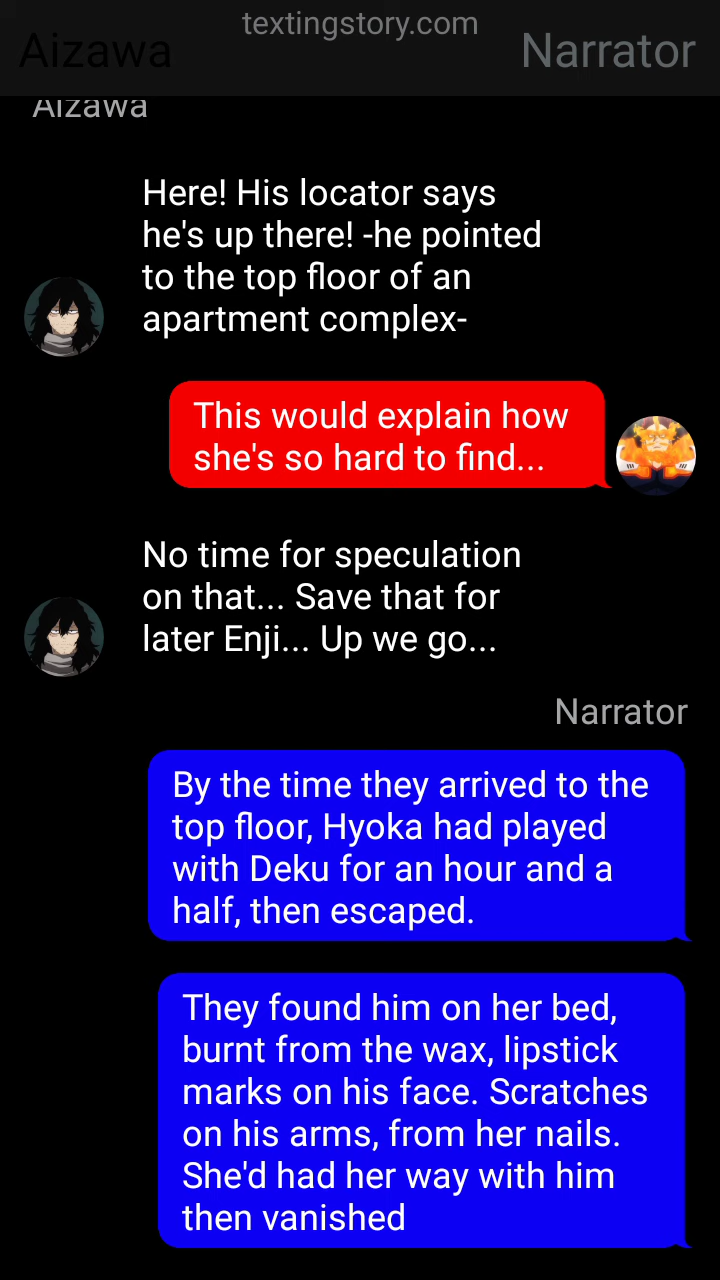 textingstory.com
Aizawa
Narrator
Aizawa
Here! His locator says
he's up there! -he pointed
to the top floor of an
apartment complex-
This would explain how
she's so hard to find...
No time for speculation
on that... Save that for
later Enji... Up we go...
Narrator
By the time they arrived to the
top floor, Hyoka had played
with Deku for an hour and a
half, then escaped.
They found him on her bed,
burnt from the wax, lipstick
marks on his face. Scratches
on his arms, from her nails.
She'd had her way with him
then vanished